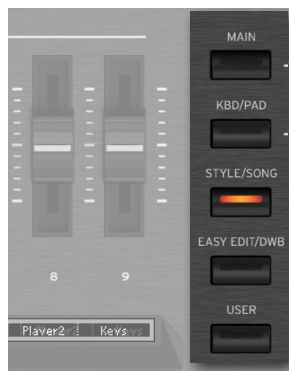 MAIN
KBD/PAD
STYLE/SONG
EASY EDIT/DWB
8 9
USER
Player2 Keys